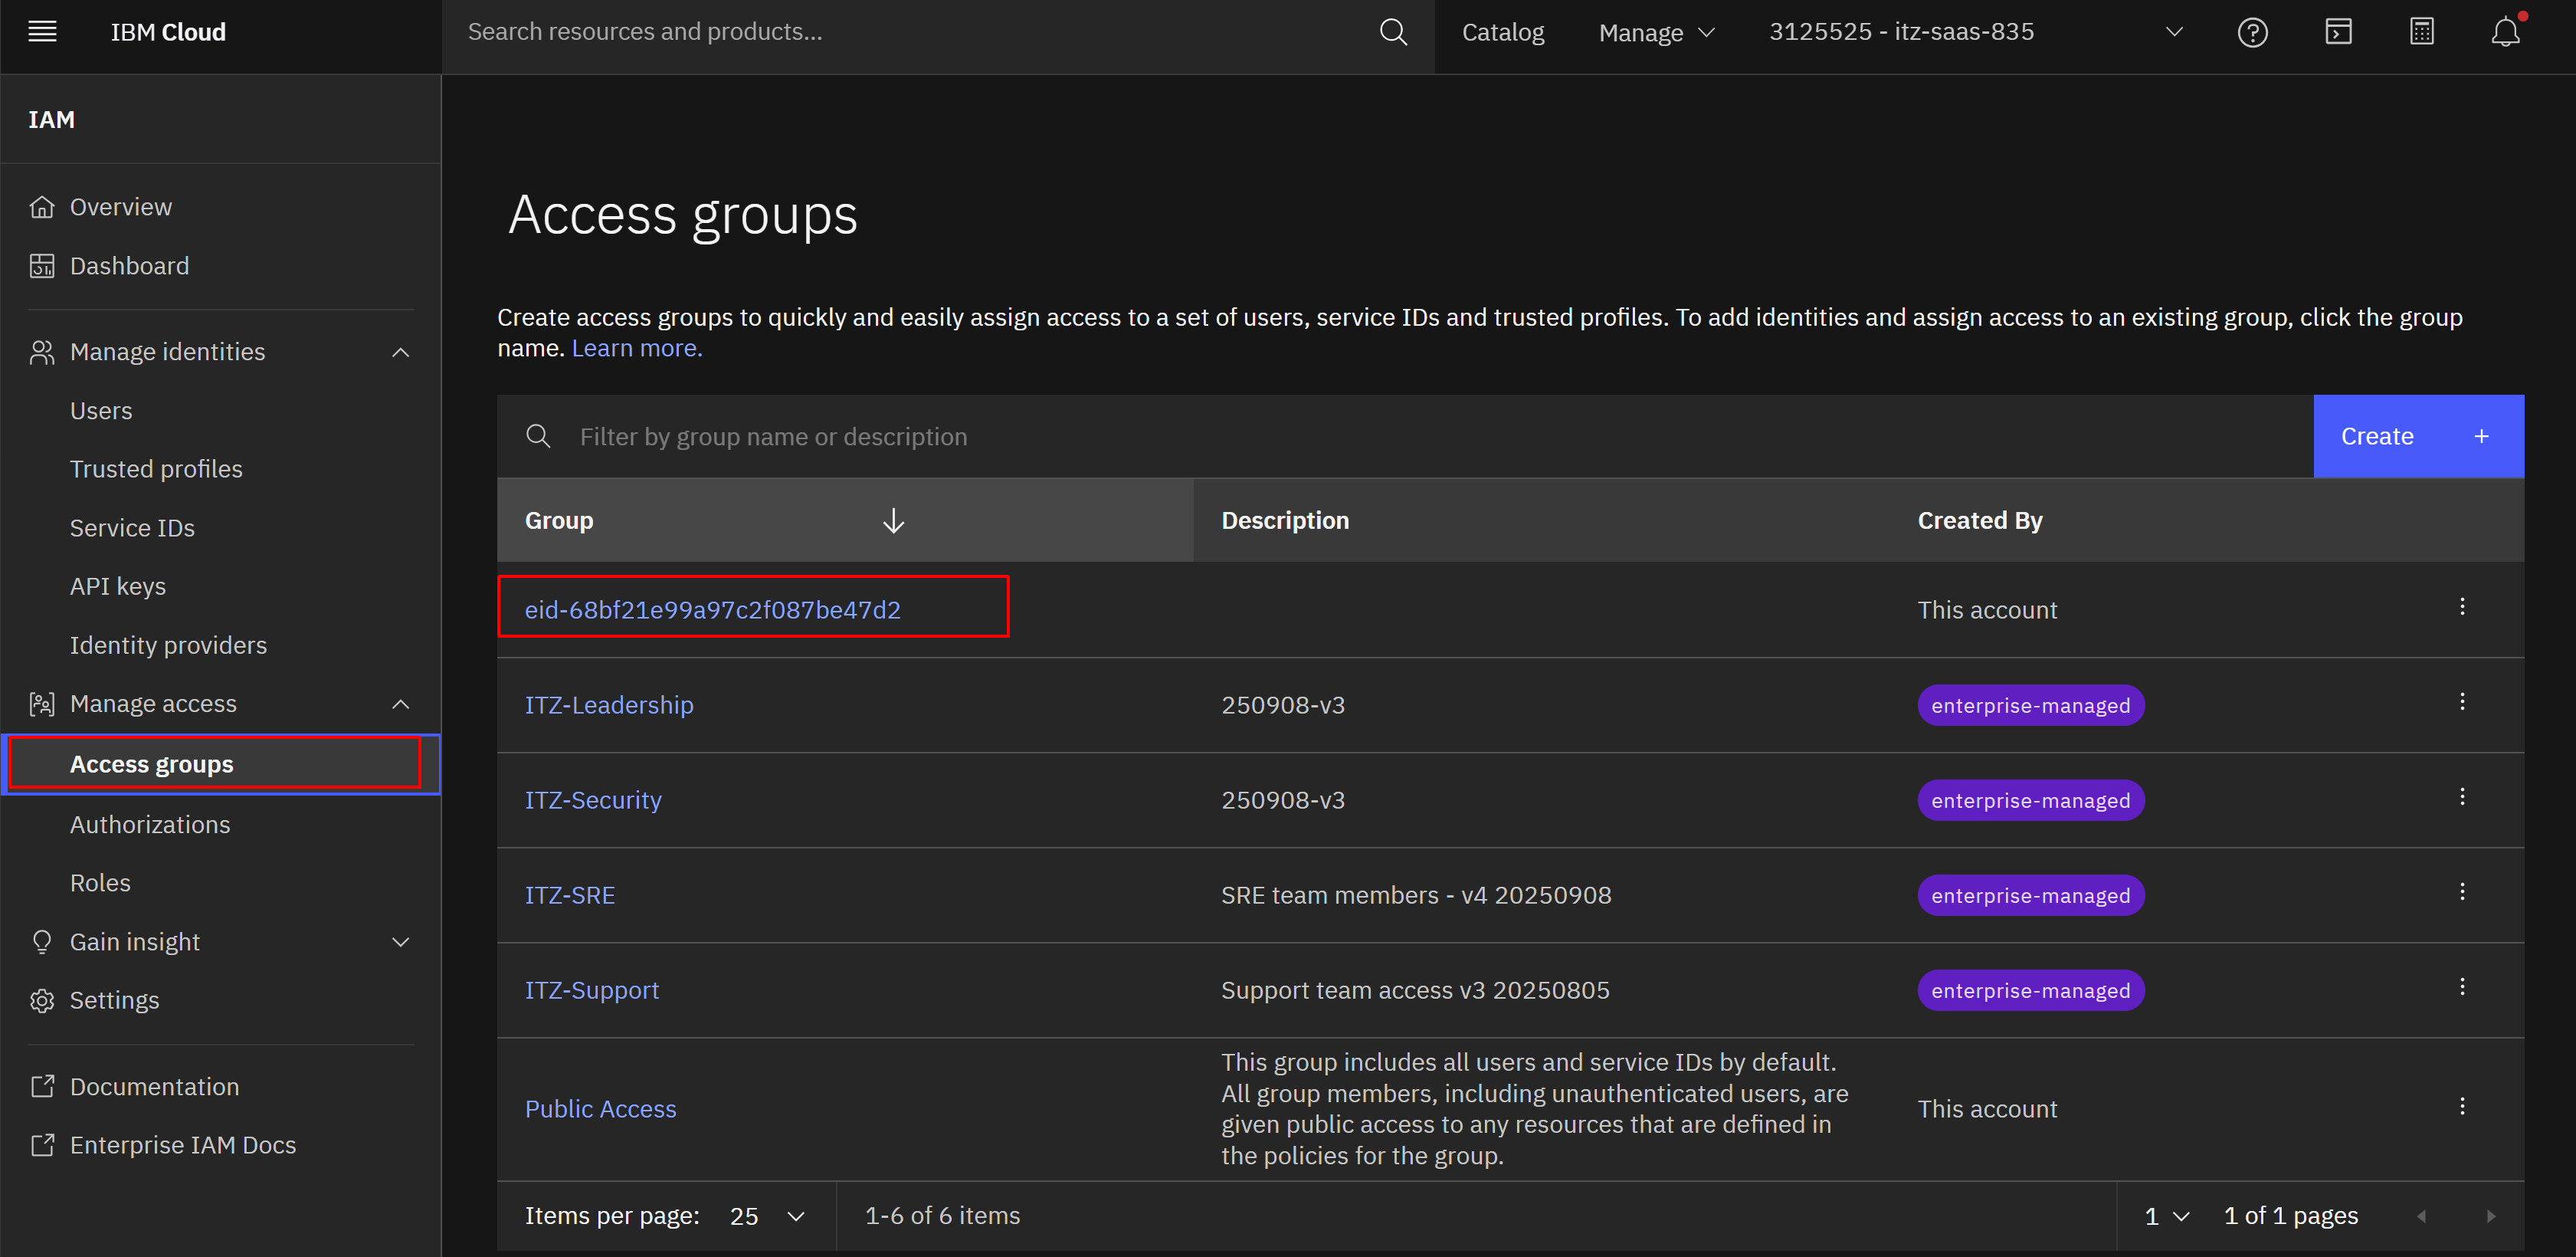 IBM Cloud
Search resources and products...
Catalog
Manage
3125525 - itz-saas-835
IAM
Overview
Dashboard
Manage identities
Users
Trusted profiles
Service IDs
API keys
Identity providers
Manage access
Access groups
Authorizations
Roles
Gain insight
Settings
Documentation
Enterprise IAM Docs
Access groups
Create access groups to quickly and easily assign access to a set of users, service IDs and trusted profiles. To add identities and assign access to an existing group, click the group
name. Learn more.
Filter by group name or description
Create +
Group Description Created By
eid-68bf21e99a97c2f087be47d2 This account
ITZ-Leadership 250908-v3 enterprise-managed
ITZ-Security 250908-v3 enterprise-managed
ITZ-SRE SRE team members - v4 20250908 enterprise-managed
ITZ-Support Support team access v3 20250805 enterprise-managed
Public Access
This group includes all users and service IDs by default.
All group members, including unauthenticated users, are
given public access to any resources that are defined in
the policies for the group.
This account
Items per page: 25
1-6 of 6 items
1
1 of 1 pages